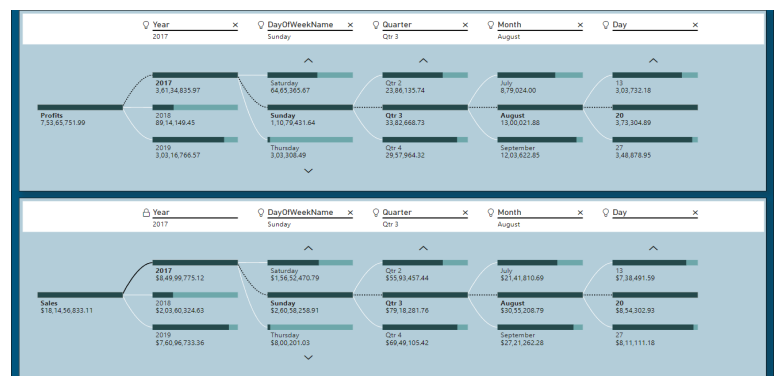 Year × DayOfWeekName × Quarter × Month × Day ×
2017 Sunday Qtr 3 August
2017 Saturday Qtr 2 July 13
3,61,34,835.97 64,65,365.67 23,86,135.74 8,79,024.00 3,03,732.18
Profits 2018 Sunday Qtr 3 August 20
7,53,65,751.99 89,14,149.45 1,10,79,431.64 33,82,668.73 13,00,021.88 3,73,304.89
2019 Thursday Qtr 4 September 27
3,03,16,766.57 3,03,308.49 29,57,964.32 12,03,622.85 3,48,878.95
Year DayOfWeekName × Quarter × Month × Day ×
2017 Sunday Qtr 3 August
2017 Saturday Qtr 2 July 13
$8,49,99,775.12 $1,56,52,470.79 $55,93,457.44 $21,41,810.69 $7,38,491.59
Sales 2018 Sunday Qtr 3 August 20
$18,14,56,833.11 $2,03,60,324.63 $2,60,58,258.91 $79,18,281.76 $30,55,208.79 $8,54,302.93
2019 Thursday Qtr 4 September 27
$7,60,96,733.36 $8,00,201.03 $69,49,105.42 $27,21,262.28 $8,11,111.18